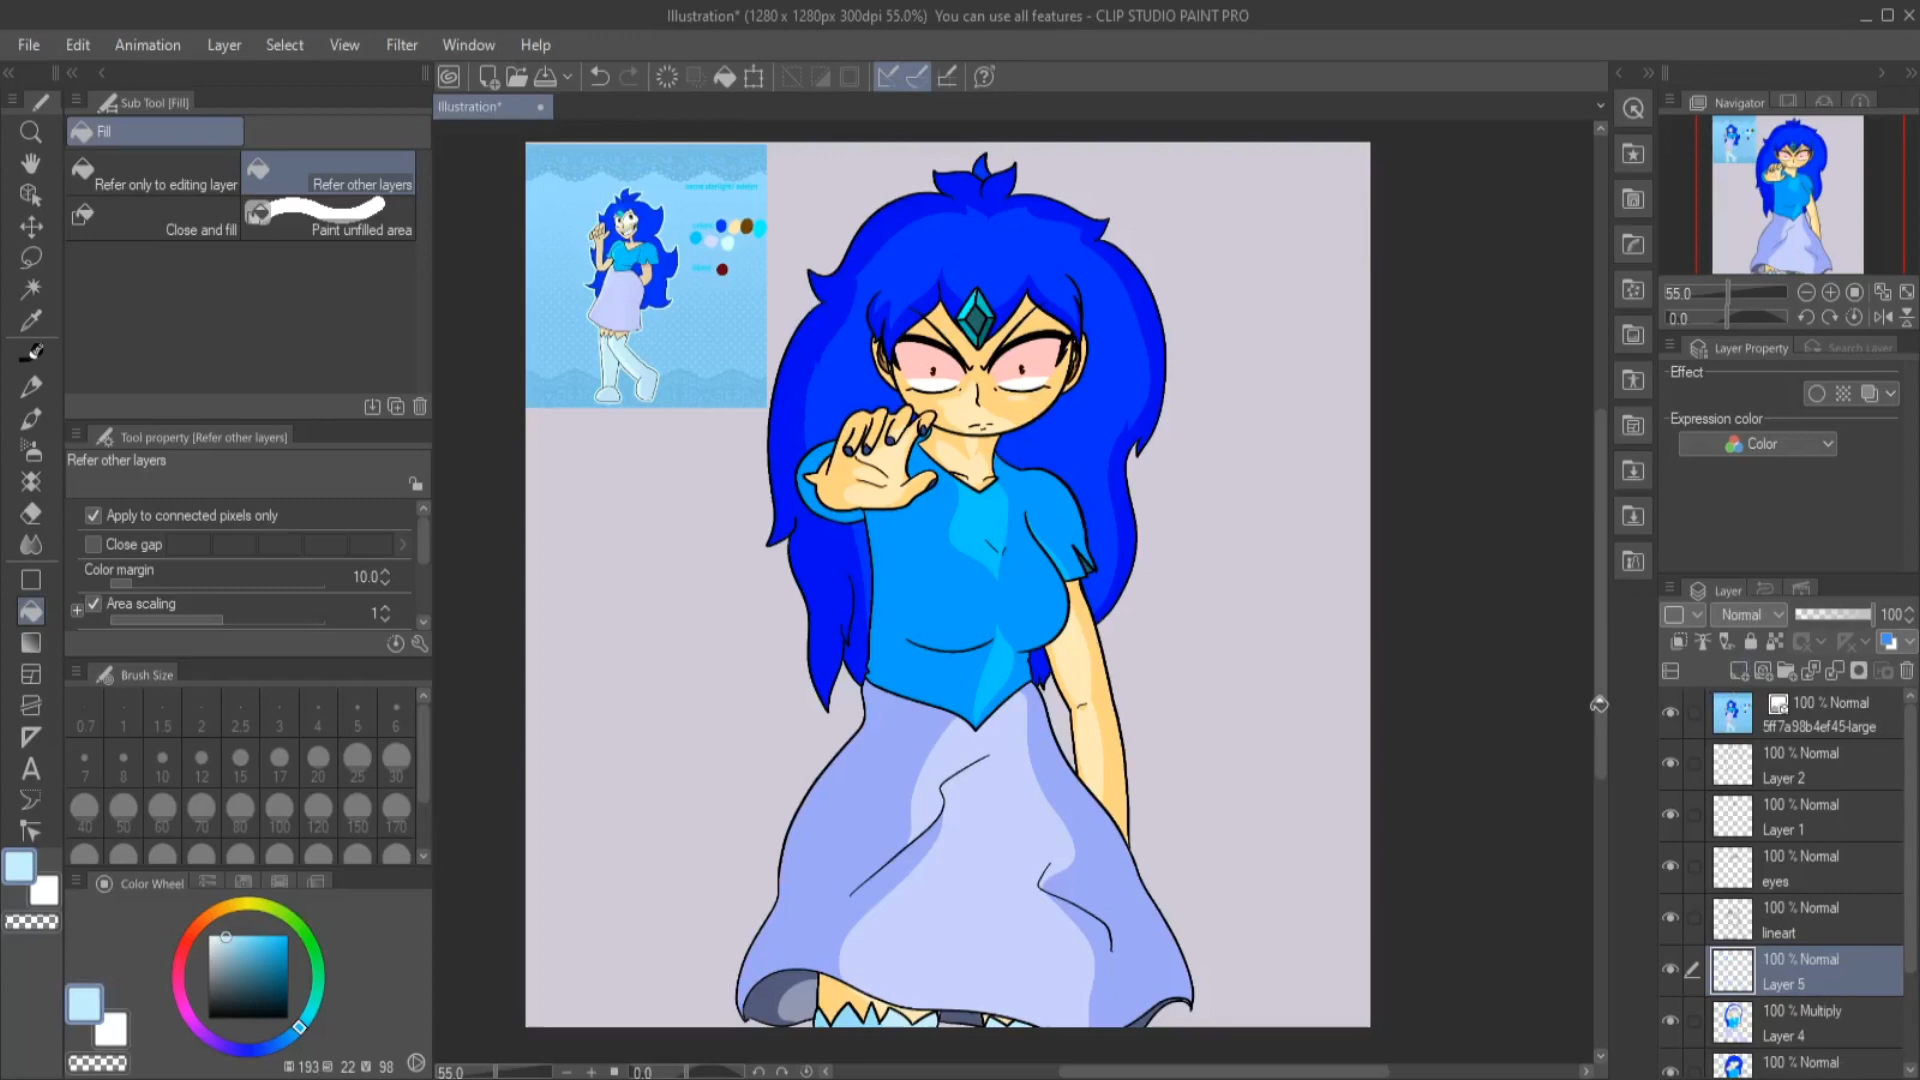 Illustration* (1280 x 1280px 300dpi 55.0%)  You can use all features - CLIP STUDIO PAINT PRO
File Edit Animation Layer Select View Filter Window Help
Sub Tool [Fill]
Illustration*
Navigator
Fill
Refer only to editing layer
Refer other layers
Close and fill
Paint unfilled area
55.0
0.0
Layer Property
Search Layer
Effect
Expression color
Color
Tool property [Refer other layers]
Refer other layers
Apply to connected pixels only
Close gap
Color margin
10.0
Area scaling
1
Brush Size
0.7 1 1.5 2 2.5 3 4 5 6
7 8 10 12 15 17 20 25 30
40 50 60 70 80 100 120 150 170
Color Wheel
193 22 98
55.0
0.0
Layer
Normal
100
100 % Normal
5ff7a98b4ef45-large
100 % Normal
Layer 2
100 % Normal
Layer 1
100 % Normal
eyes
100 % Normal
lineart
100 % Normal
Layer 5
100 % Multiply
Layer 4
100 % Normal